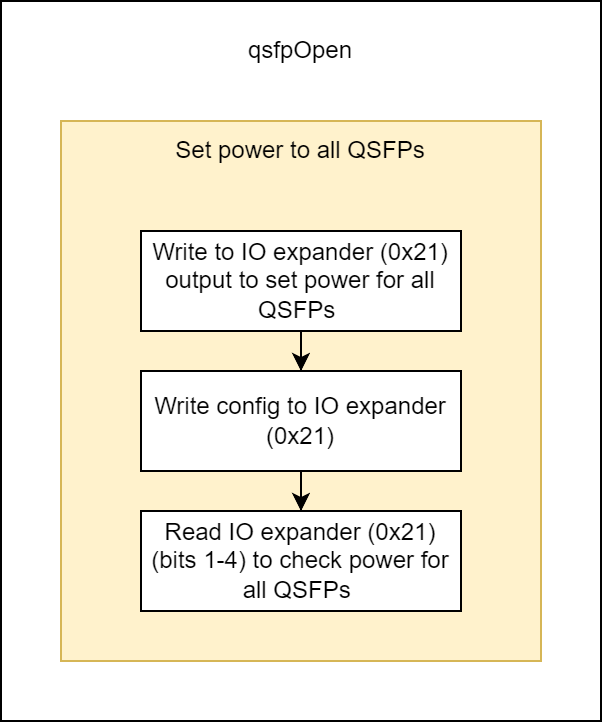 qsfpOpen
Set power to all QSFPs
Write to IO expander (0x21)
output to set power for all
QSFPs
Write config to IO expander
(0x21)
Read IO expander (0x21)
(bits 1-4) to check power for
all QSFPs